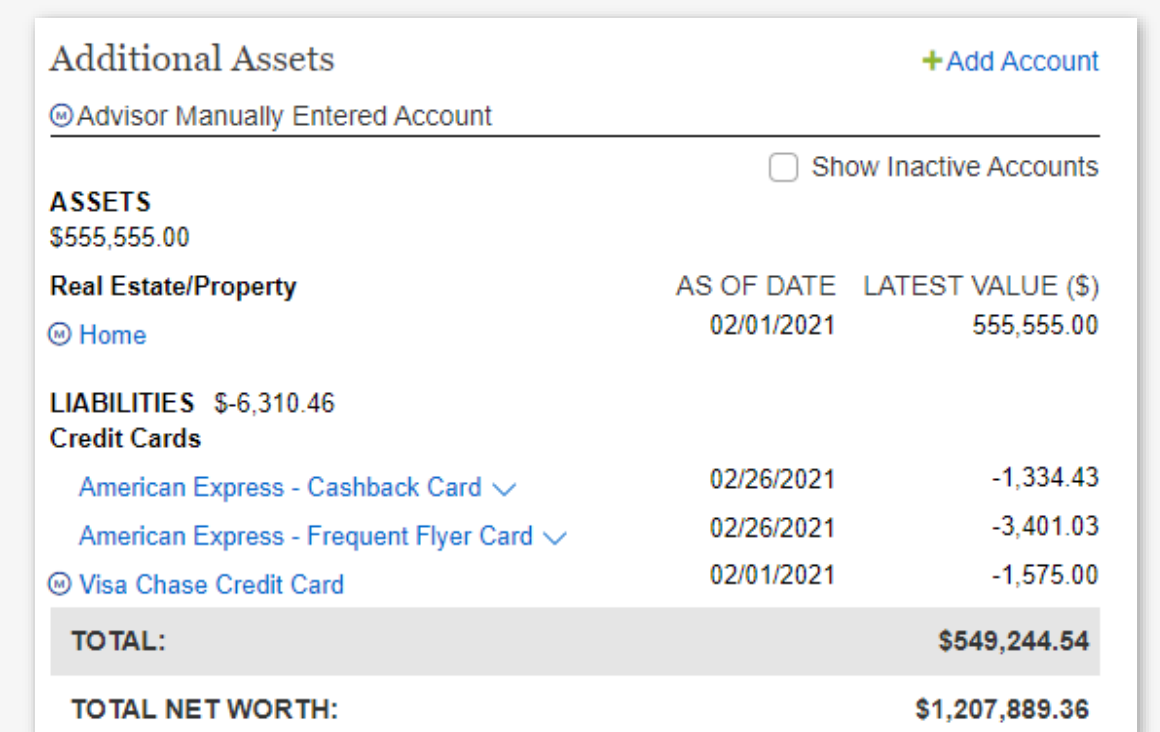 Additional Assets +Add Account
ⓂAdvisor Manually Entered Account
Show Inactive Accounts
ASSETS
$555,555.00
Real Estate/Property AS OF DATE LATEST VALUE ($)
Ⓜ Home 02/01/2021 555,555.00
LIABILITIES $-6,310.46
Credit Cards
American Express - Cashback Card 02/26/2021 -1,334.43
American Express - Frequent Flyer Card 02/26/2021 -3,401.03
Ⓜ Visa Chase Credit Card 02/01/2021 -1,575.00
TOTAL: $549,244.54
TOTAL NET WORTH: $1,207,889.36